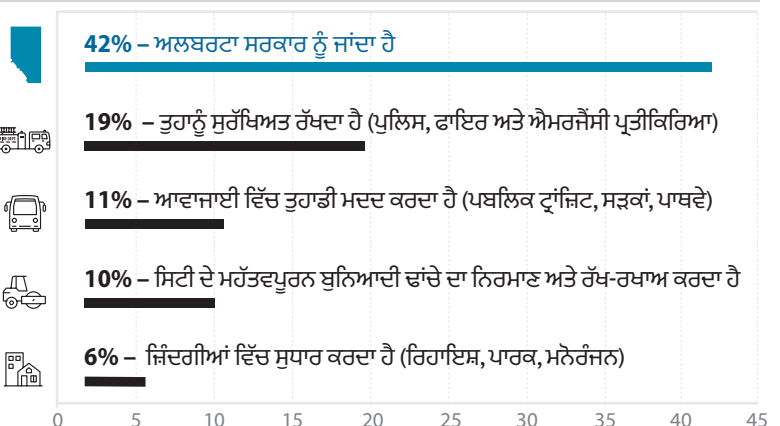 42% – ਅਲਬਰਟਾ ਸਰਕਾਰ ਨੂੰ ਜਾਂਦਾ ਹੈ
19% – ਤੁਹਾਨੂੰ ਸੁਰੱਖਿਅਤ ਰੱਖਦਾ ਹੈ (ਪੁਲਿਸ, ਫਾਇਰ ਅਤੇ ਐਮਰਜੈਂਸੀ ਪ੍ਰਤੀਕਿਰਿਆ)
11% – ਆਵਾਜਾਈ ਵਿੱਚ ਤੁਹਾਡੀ ਮਦਦ ਕਰਦਾ ਹੈ (ਪਬਲਿਕ ਟ੍ਰਾਂਜ਼ਿਟ, ਸੜਕਾਂ, ਪਾਥਵੇ)
10% – ਸਿਟੀ ਦੇ ਮਹੱਤਵਪੂਰਨ ਬੁਨਿਆਦੀ ਢਾਂਚੇ ਦਾ ਨਿਰਮਾਣ ਅਤੇ ਰੱਖ-ਰਖਾਅ ਕਰਦਾ ਹੈ
6% – ਜ਼ਿੰਦਗੀਆਂ ਵਿੱਚ ਸੁਧਾਰ ਕਰਦਾ ਹੈ (ਰਿਹਾਇਸ਼, ਪਾਰਕ, ਮਨੋਰੰਜਨ)
0 5 10 15 20 25 30 35 40 45